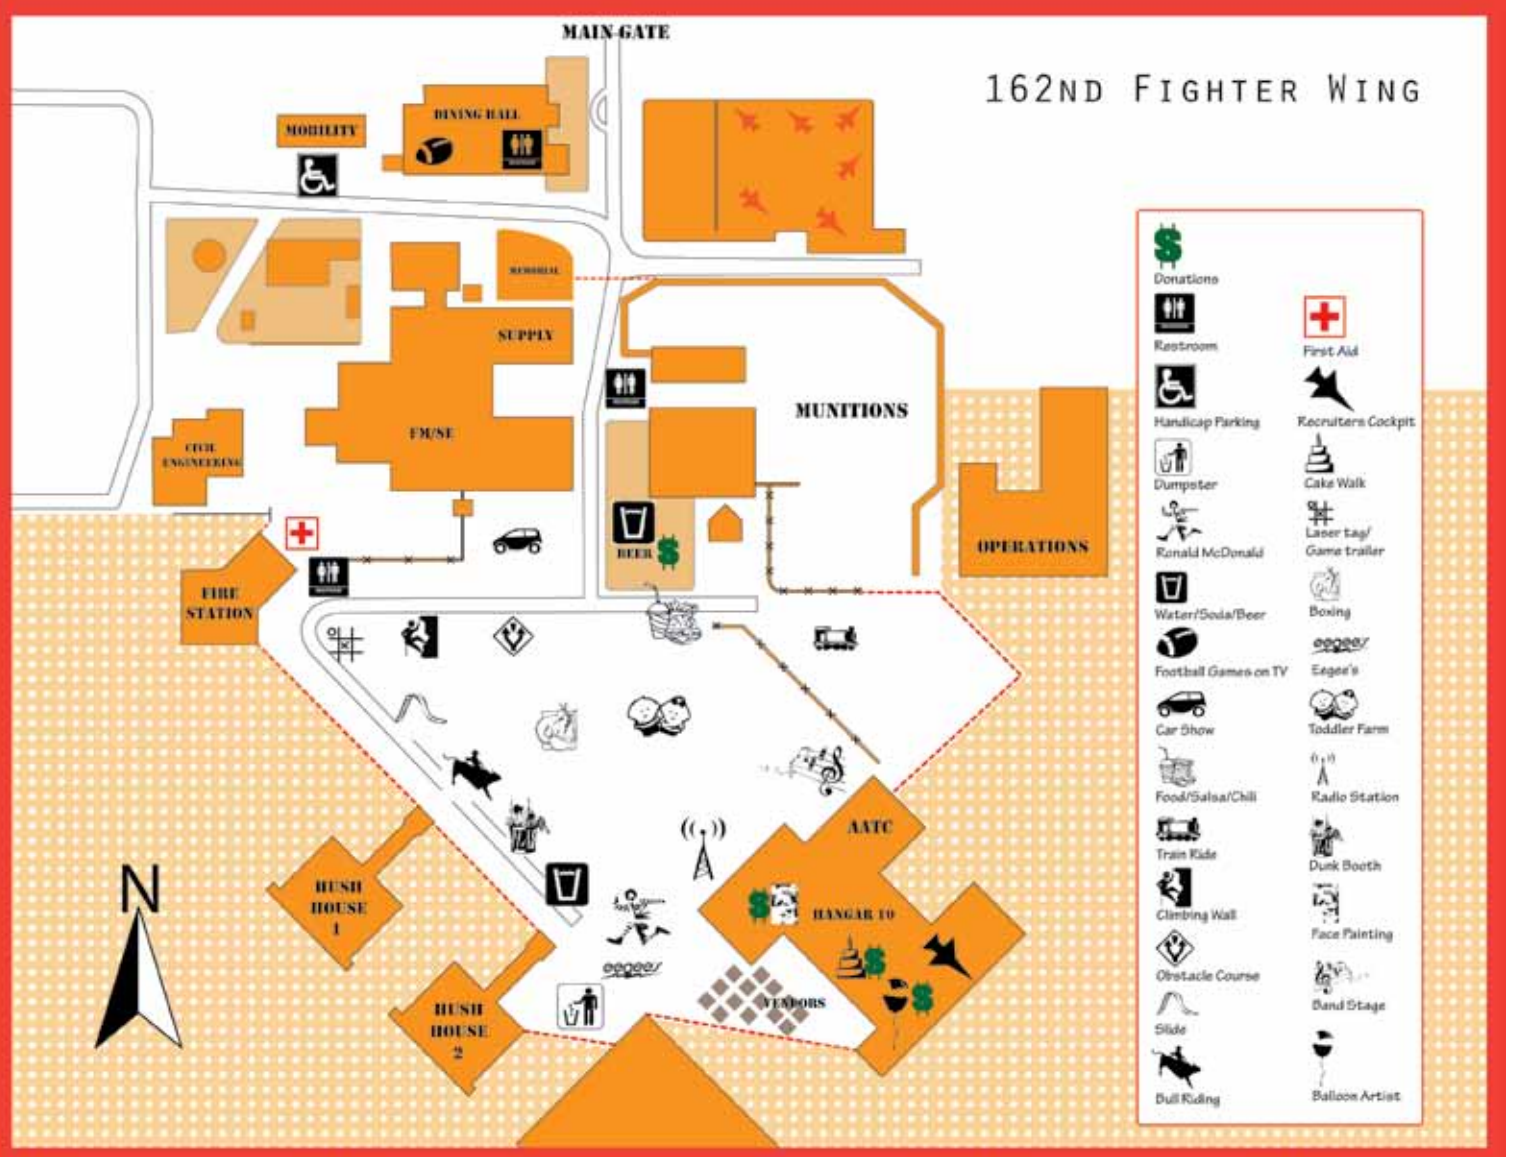 MAIN GATE
162ND FIGHTER WING
MOBILITY
DINING HALL
MEMORIAL
SUPPLY
MUNITIONS
FM/SE
CIVIL
ENGINEERING
OPERATIONS
BEER
FIRE
STATION
AATC
HUSH
HOUSE
1
HANGAR 10
N
eegees
VENDORS
HUSH
HOUSE
2
Donations
Restroom
First Aid
Handicap Parking
Recruiters Cockpit
Dumpster
Cake Walk
Ronald McDonald
Laser tag/
Game trailer
Water/Soda/Beer
Boxing
Football Games on TV
eegees
Eegee's
Car Show
Toddler Farm
Food/Salsa/Chili
Radio Station
Train Ride
Dunk Booth
Climbing Wall
Face Painting
Obstacle Course
Band Stage
Slide
Bull Riding
Balloon Artist